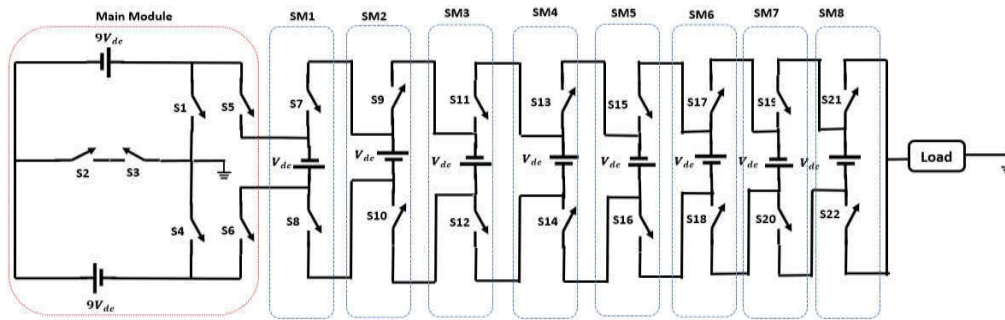 Main Module
SM1
SM2
SM3
SM4
SM5
SM6
SM7
SM8
9Vdc
S1
S5
S7
S9
S11
S13
S15
S17
S19
S21
S2
S3
Vdc
Vdc
Vdc
Vdc
Vdc
Vdc
Vdc
Vdc
Load
S4
S6
S8
S10
S12
S14
S16
S18
S20
S22
9Vdc